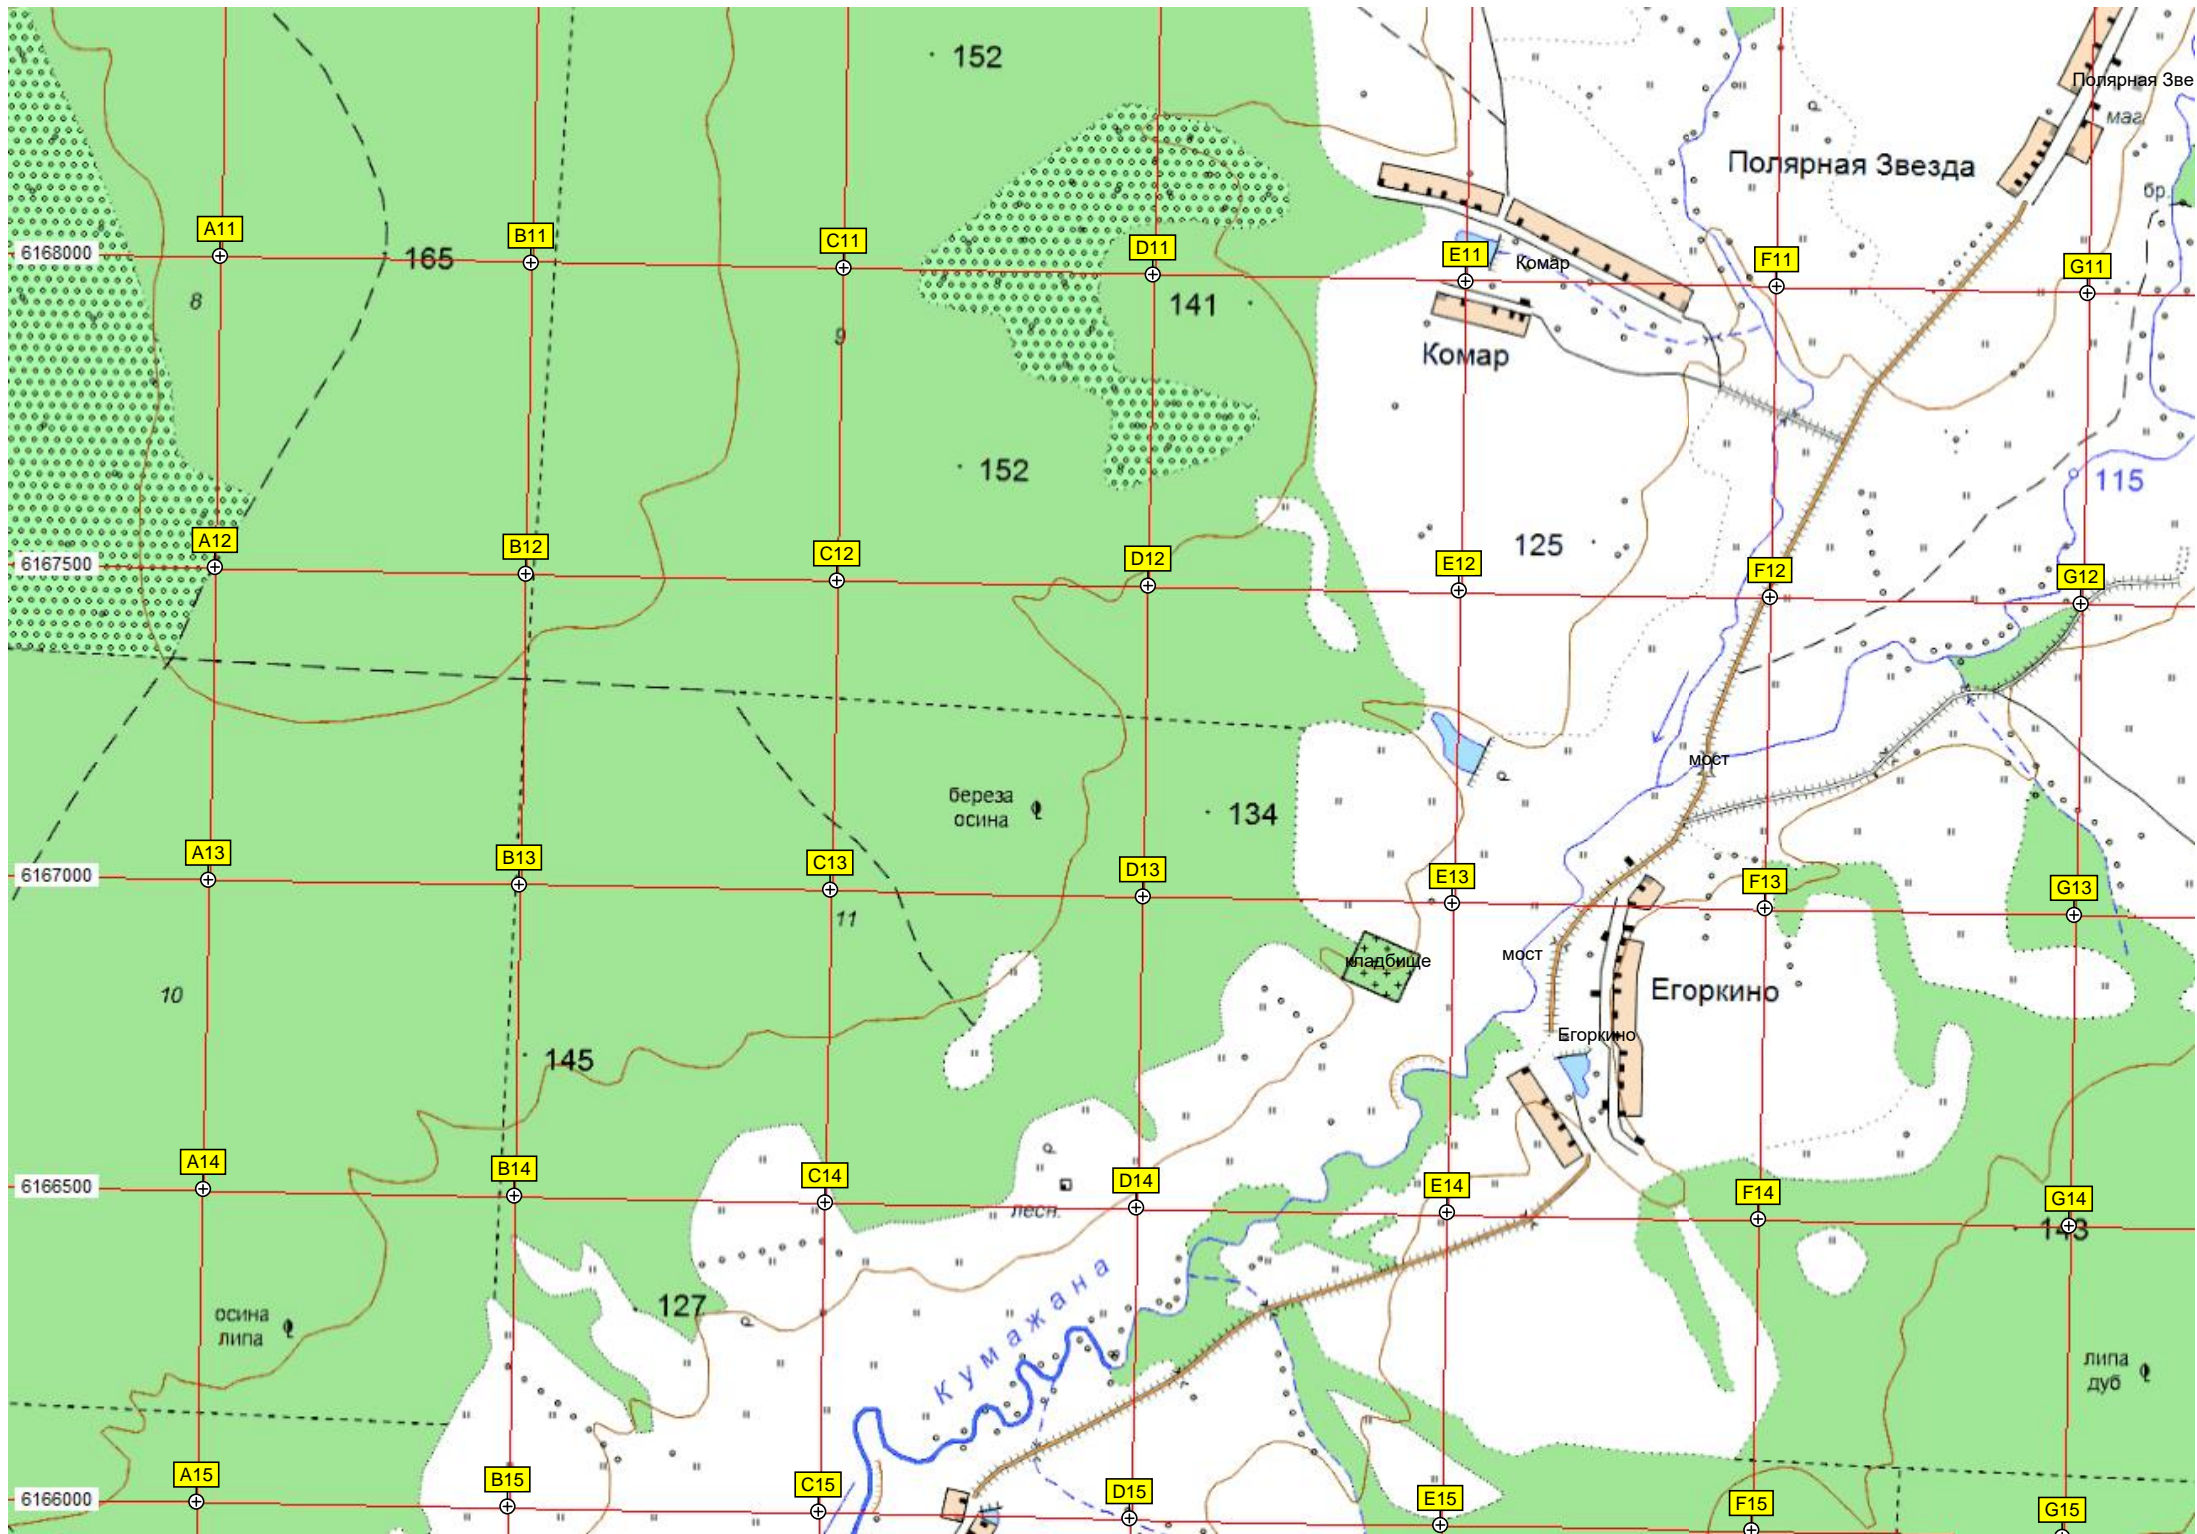 152
Полярная Зве
маг.
Полярная Звезда
бр.
A11
B11
C11
D11
E11
F11
G11
6168000
165
Комар
8
141
9
Комар
152
115
125
A12
B12
C12
D12
E12
F12
G12
6167500
мост
береза
осина
134
A13
B13
C13
D13
E13
F13
G13
6167000
11
мост
кладбище
10
Егоркино
Егоркино
145
A14
B14
C14
D14
E14
F14
G14
6166500
лесн.
143
Кумажана
127
осина
липа
липа
дуб
A15
B15
C15
D15
E15
F15
G15
6166000